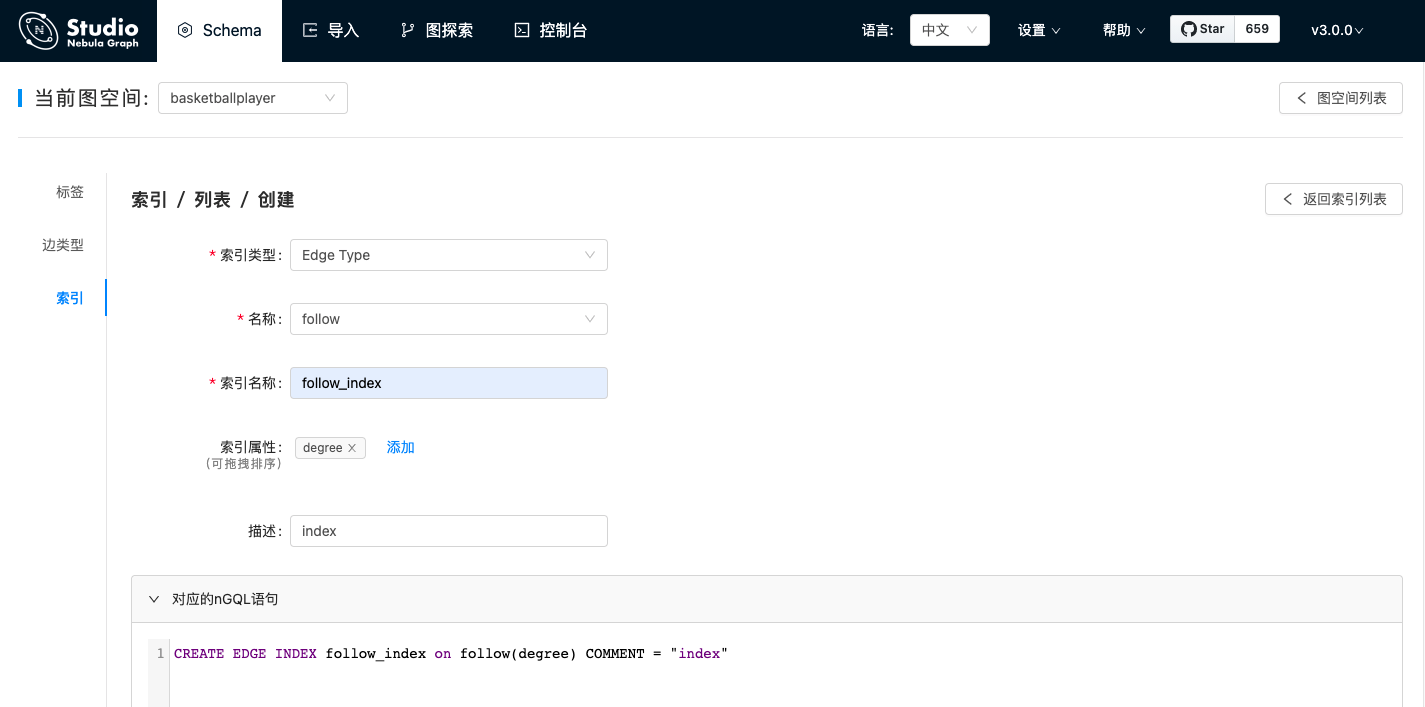 Studio
Nebula Graph
Schema 导入 图探索 控制台 语言: 中文 设置 帮助 Star 659 v3.0.0
当前图空间: basketballplayer 图空间列表
标签
边类型
索引
索引 / 列表 / 创建 返回索引列表
* 索引类型: Edge Type
* 名称: follow
* 索引名称: follow_index
索引属性: degree × 添加
(可拖拽排序)
描述: index
对应的nGQL语句
1 CREATE EDGE INDEX follow_index on follow(degree) COMMENT = "index"